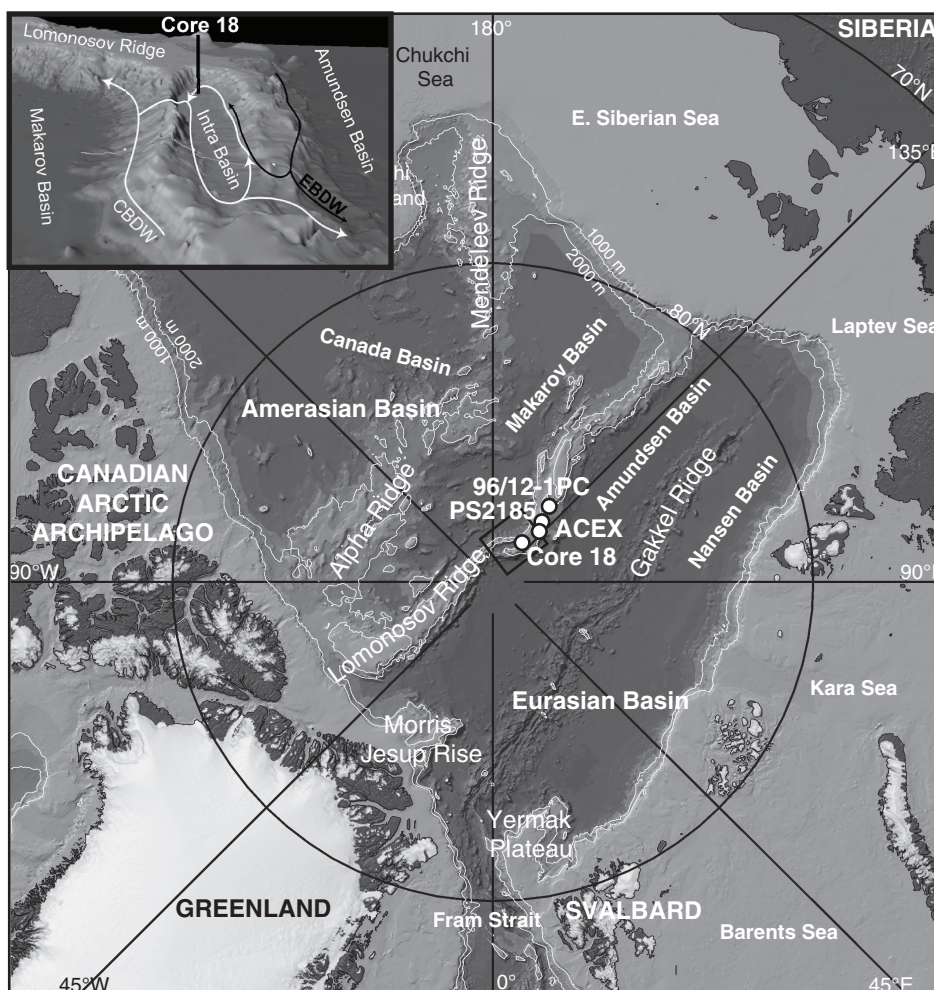 Core 18
Lomonosov Ridge
Amundsen Basin
Intra Basin
Makarov Basin
EBDW
CBDW
180°
SIBERIA
Chukchi
Sea
70°N
E. Siberian Sea
135°E
Mendeleev Ridge
1000 m
2000 m
80°N
Laptev Sea
2000 m
1000 m
Canada Basin
Makarov Basin
Amerasian Basin
Amundsen Basin
CANADIAN
ARCTIC
ARCHIPELAGO
Alpha Ridge
96/12-1PC
PS2185
ACEX
Core 18
Gakkel Ridge
Nansen Basin
90°W
90°E
Lomonosov Ridge
Eurasian Basin
Kara Sea
Morris
Jesup Rise
Yermak
Plateau
GREENLAND
Fram Strait
SVALBARD
Barents Sea
45°W
0°
45°E